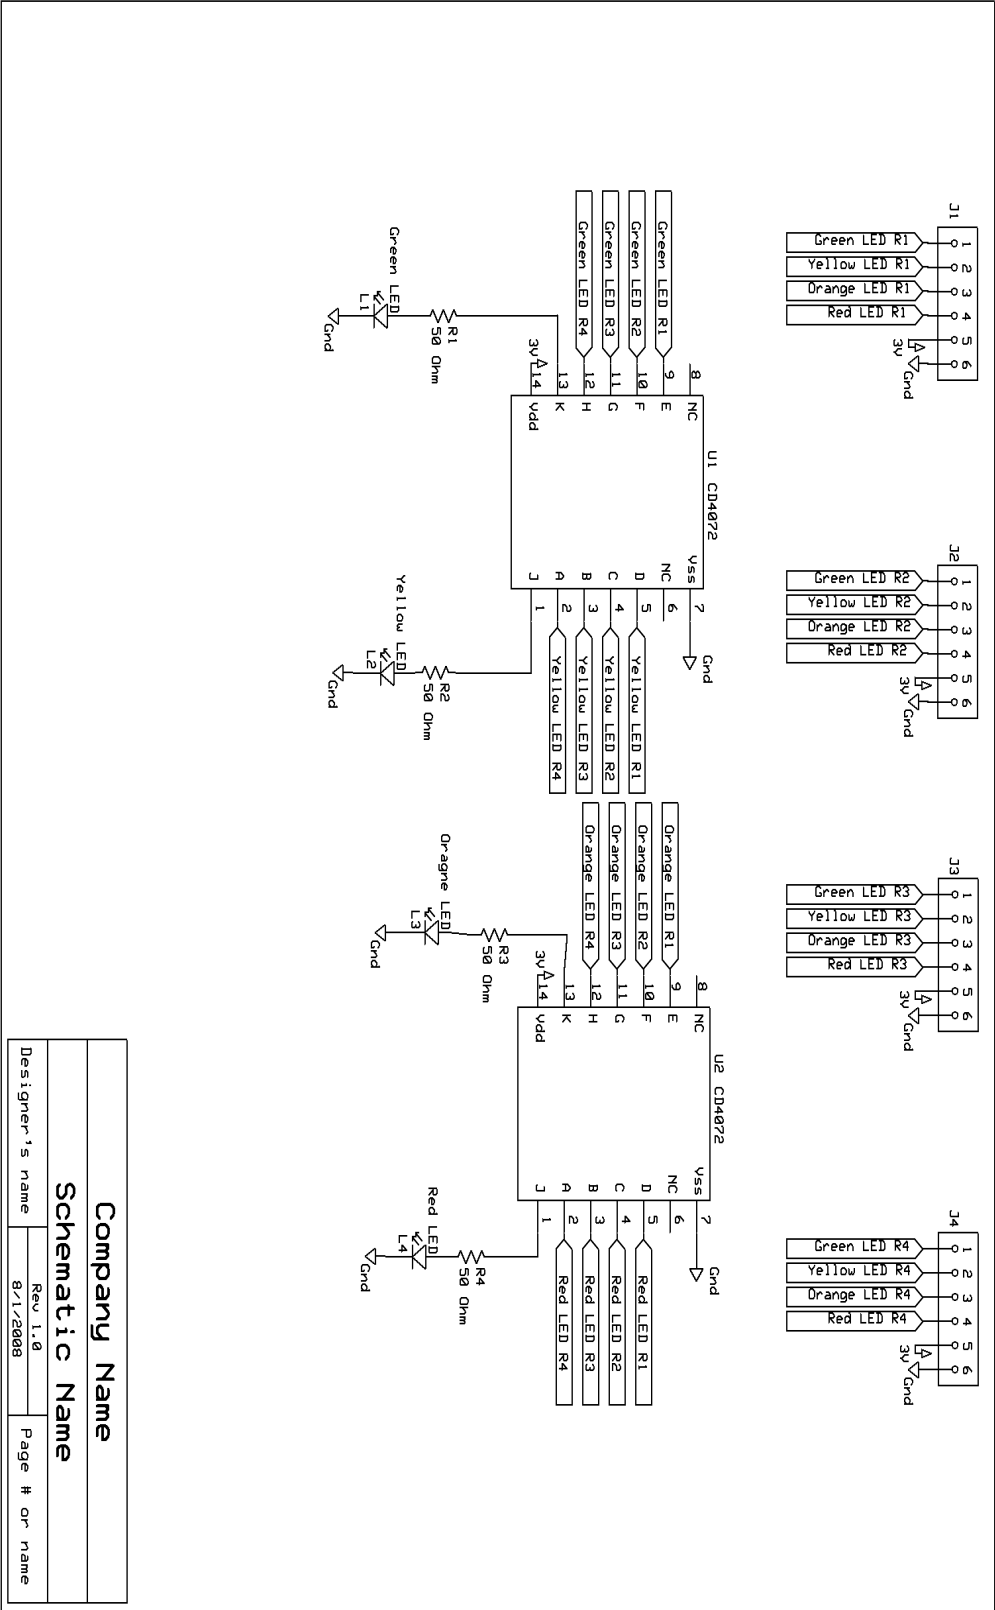 J1
1
2
3
4
5
6
Green LED R1
Yellow LED R1
Orange LED R1
Red LED R1
3V
Gnd
J2
1
2
3
4
5
6
Green LED R2
Yellow LED R2
Orange LED R2
Red LED R2
3V
Gnd
J3
1
2
3
4
5
6
Green LED R3
Yellow LED R3
Orange LED R3
Red LED R3
3V
Gnd
J4
1
2
3
4
5
6
Green LED R4
Yellow LED R4
Orange LED R4
Red LED R4
3V
Gnd
U1 CD4072
Green LED R1
Green LED R2
Green LED R3
Green LED R4
8
9
10
11
12
13
14
3V
NC
E
F
G
H
K
Vdd
Vss
NC
D
C
B
A
J
7
6
5
4
3
2
1
Gnd
Yellow LED R1
Yellow LED R2
Yellow LED R3
Yellow LED R4
R1
50 Ohm
Green LED
L1
Gnd
R2
50 Ohm
Yellow LED
L2
Gnd
U2 CD4072
Orange LED R1
Orange LED R2
Orange LED R3
Orange LED R4
8
9
10
11
12
13
14
3V
NC
E
F
G
H
K
Vdd
Vss
NC
D
C
B
A
J
7
6
5
4
3
2
1
Gnd
Red LED R1
Red LED R2
Red LED R3
Red LED R4
R3
50 Ohm
Oragne LED
L3
Gnd
R4
50 Ohm
Red LED
L4
Gnd
Company Name
Schematic Name
Designer's name
Rev 1.0
8/1/2008
Page # or name